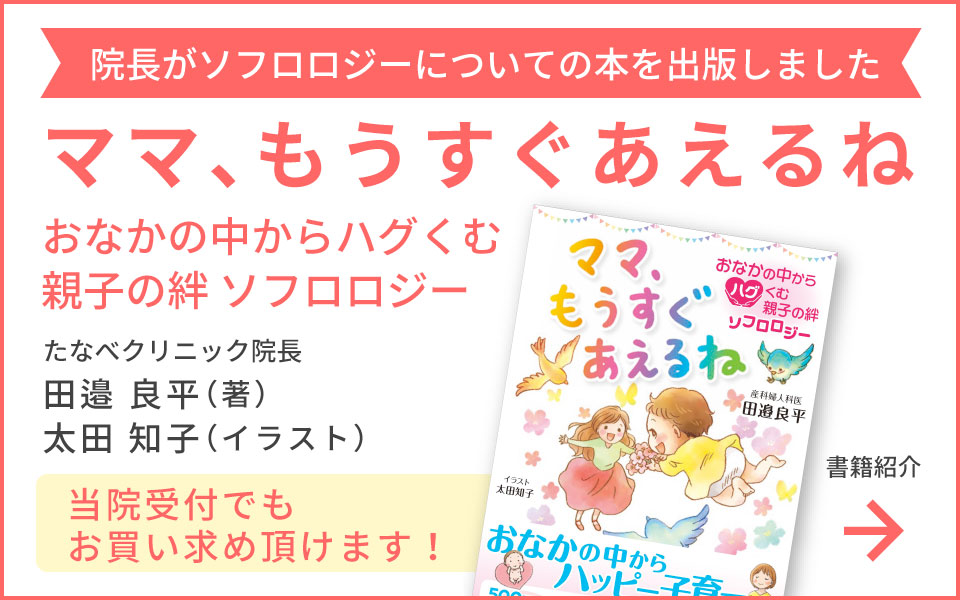 院長がソフロロジーについての本を出版しました
ママ、もうすぐあえるね
おなかの中からハグくむ
親子の絆 ソフロロジー
たなべクリニック院長
田邉 良平（著）
太田 知子（イラスト）
当院受付でも
お買い求め頂けます！
ママ、
もうすぐ
あえるね
おなかの中から
ハグくむ
親子の絆
ソフロロジー
産科婦人科医
田邉良平
イラスト
太田知子
おなかの中から
ハッピー子育
書籍紹介